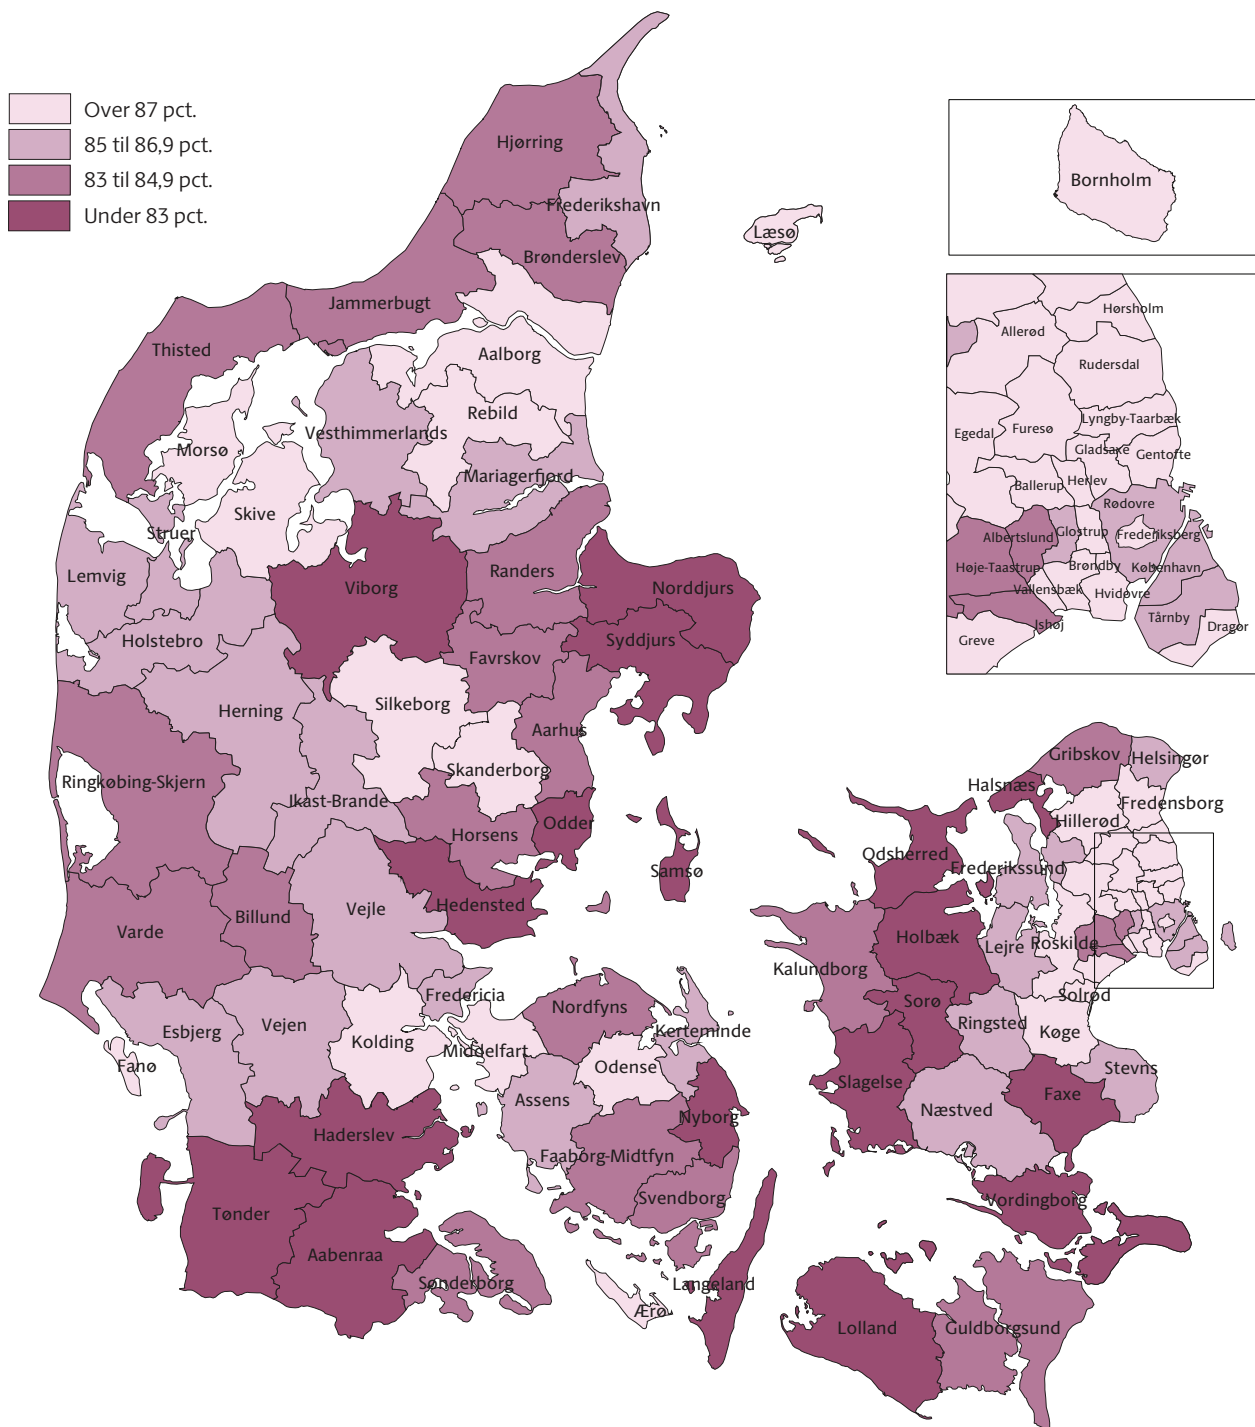 Over 87 pct.
85 til 86,9 pct.
83 til 84,9 pct.
Under 83 pct.
Hjørring
Frederikshavn
Læsø
Brønderslev
Jammerbugt
Thisted
Aalborg
Rebild
Vesthimmerlands
Morsø
Mariagerfjord
Skive
Struer
Lemvig
Viborg
Randers
Norddjurs
Holstebro
Syddjurs
Favrskov
Silkeborg
Herning
Aarhus
Skanderborg
Ringkøbing-Skjern
Ikast-Brande
Horsens
Odder
Samsø
Hedensted
Vejle
Billund
Varde
Fredericia
Nordfyns
Esbjerg
Vejen
Kolding
Middelfart
Kerteminde
Fanø
Odense
Assens
Nyborg
Haderslev
Faaborg-Midtfyn
Svendborg
Tønder
Aabenraa
Sønderborg
Langeland
Ærø
Bornholm
Hørsholm
Allerød
Rudersdal
Lyngby-Taarbæk
Egedal
Furesø
Gladsaxe
Gentofte
Ballerup
Herlev
Rødovre
Albertslund
Glostrup
Frederiksberg
Høje-Taastrup
Brøndby
København
Vallensbæk
Hvidovre
Tårnby
Ishøj
Dragør
Greve
Gribskov
Helsingør
Halsnæs
Fredensborg
Hillerød
Odsherred
Frederikssund
Holbæk
Lejre
Roskilde
Kalundborg
Solrød
Sorø
Ringsted
Køge
Stevns
Slagelse
Faxe
Næstved
Vordingborg
Lolland
Guldborgsund